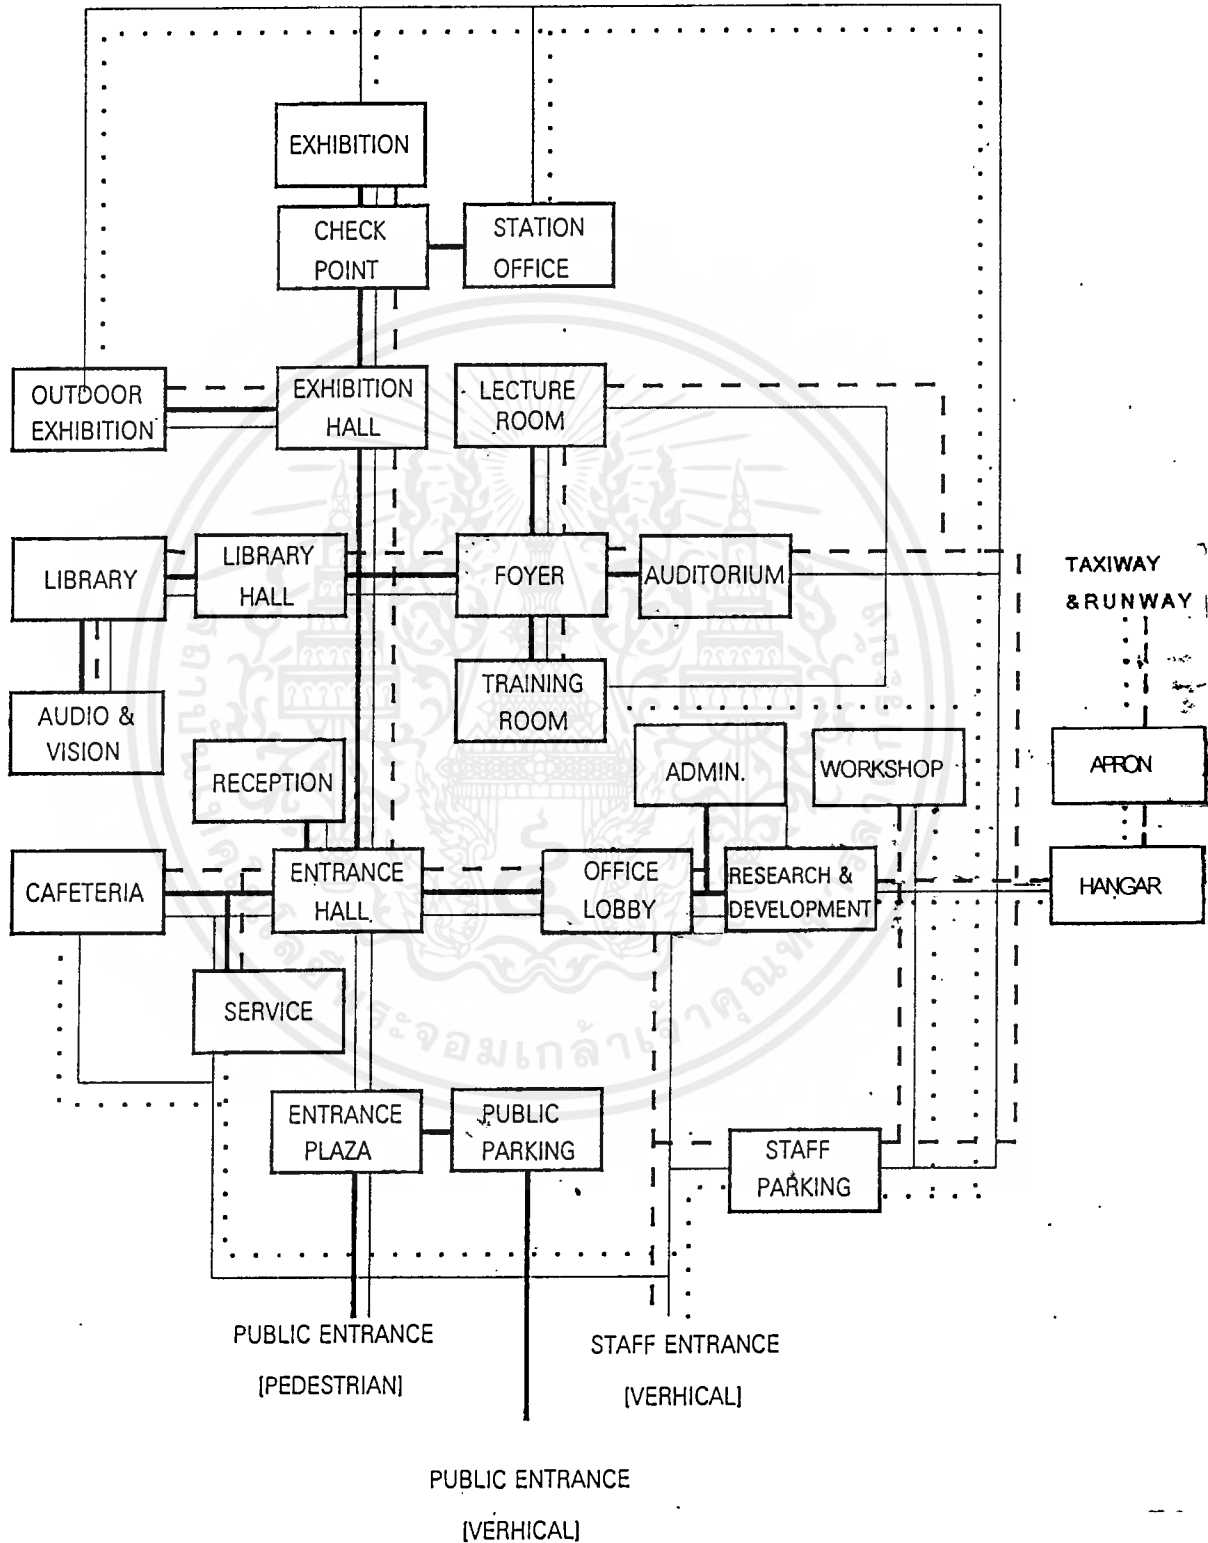 EXHIBITION
CHECK
POINT
STATION
OFFICE
OUTDOOR
EXHIBITION
EXHIBITION
HALL
LECTURE
ROOM
LIBRARY
LIBRARY
HALL
FOYER
AUDITORIUM
TAXIWAY
&RUNWAY
AUDIO &
VISION
TRAINING
ROOM
RECEPTION
ADMIN.
WORKSHOP
APRON
CAFETERIA
ENTRANCE
HALL
OFFICE
LOBBY
RESEARCH &
DEVELOPMENT
HANGAR
SERVICE
ENTRANCE
PLAZA
PUBLIC
PARKING
STAFF
PARKING
PUBLIC ENTRANCE
[PEDESTRIAN]
STAFF ENTRANCE
[VERHICAL]
PUBLIC ENTRANCE
[VERHICAL]